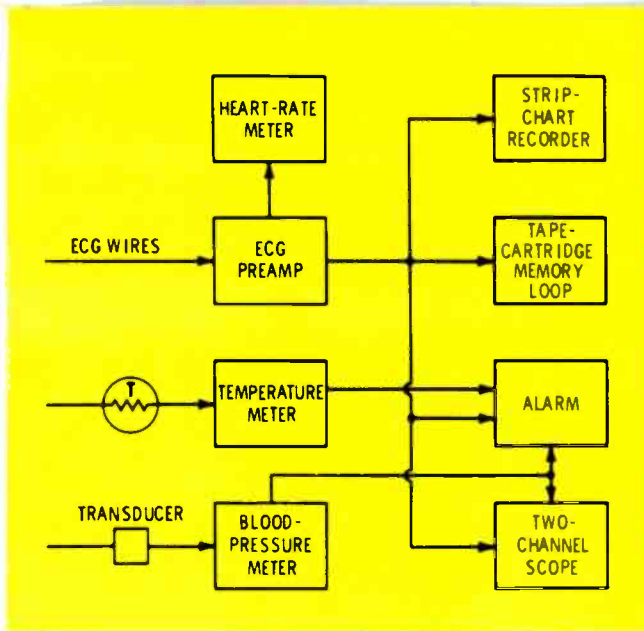 HEART-RATE
METER
STRIP-
CHART
RECORDER
ECG WIRES
ECG
PREAMP
TAPE-
CARTRIDGE
MEMORY
LOOP
T
TEMPERATURE
METER
ALARM
TRANSDUCER
BLOOD-
PRESSURE
METER
TWO-
CHANNEL
SCOPE